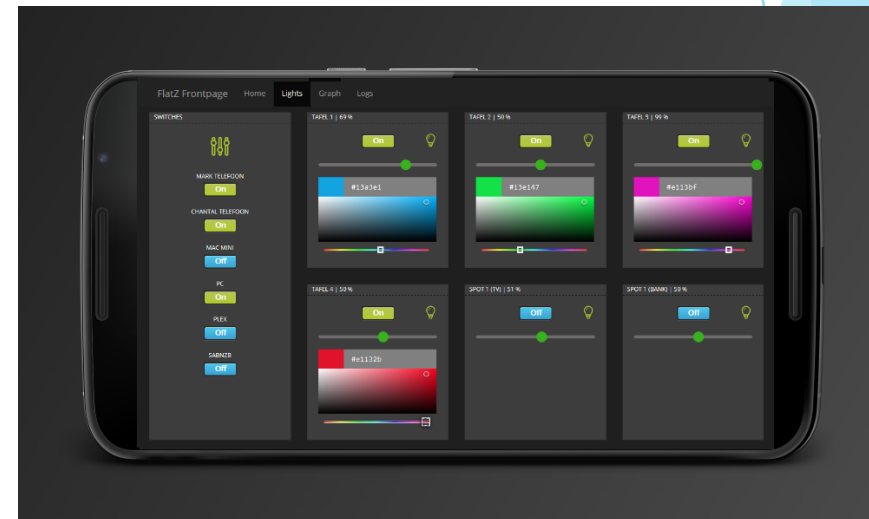 FlatZ Frontpage Home Lights Graph Logs
SWITCHES
MARK TELEFOON
On
CHANTAL TELEFOON
On
MAC MINI
Off
PC
On
PLEX
Off
SABNZB
Off
TAFEL 1 | 69 %
On
#13a3e1
TAFEL 2 | 50 %
On
#13e147
TAFEL 3 | 99 %
On
#e113bf
TAFEL 4 | 50 %
On
#e1132b
SPOT 1 (TV) | 51 %
Off
SPOT 1 (BANK) | 50 %
Off